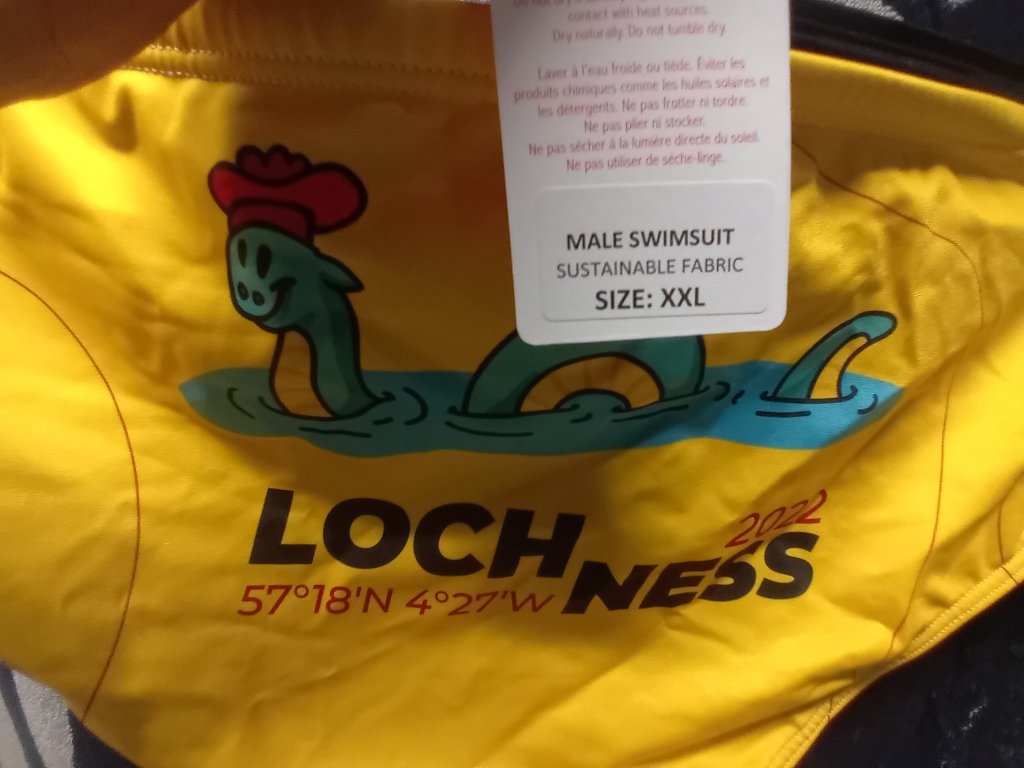 Do not dry
contact with heat sources.
Dry naturally. Do not tumble dry.
Laver à l'eau froide ou tiède. Éviter les
produits chimiques comme les huiles solaires et
les détergents. Ne pas frotter ni tordre.
Ne pas plier ni stocker.
Ne pas sécher à la lumière directe du soleil.
Ne pas utiliser de sèche-linge.
MALE SWIMSUIT
SUSTAINABLE FABRIC
SIZE: XXL
2022
LOCH NESS
57°18'N 4°27'W